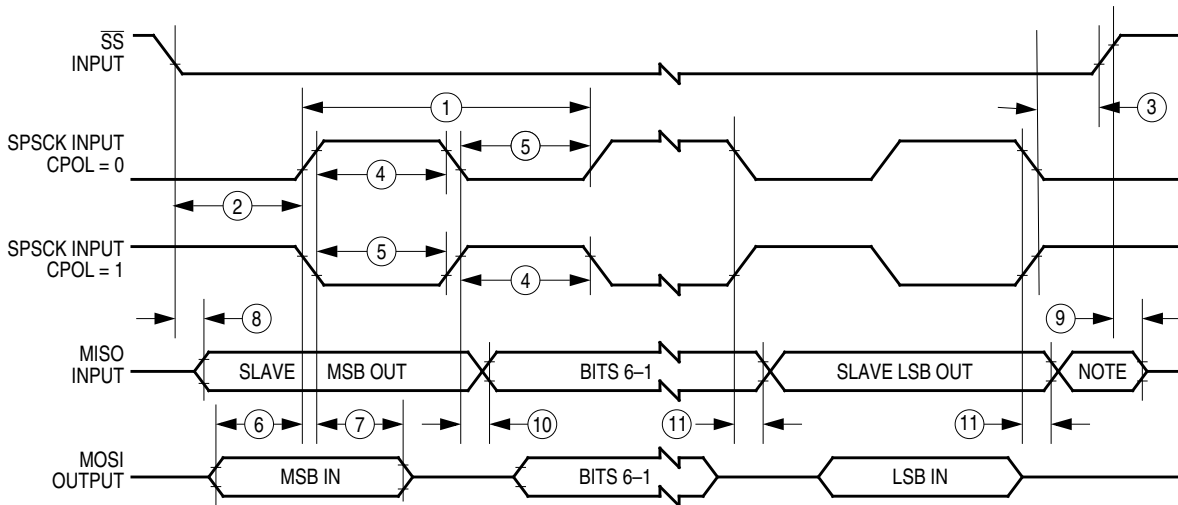 SS
INPUT
1
3
SPSCK INPUT
CPOL = 0
5
4
2
SPSCK INPUT
CPOL = 1
5
4
8
9
MISO
INPUT
SLAVE MSB OUT
BITS 6–1
SLAVE LSB OUT
NOTE
6
7
10
11
11
MOSI
OUTPUT
MSB IN
BITS 6–1
LSB IN